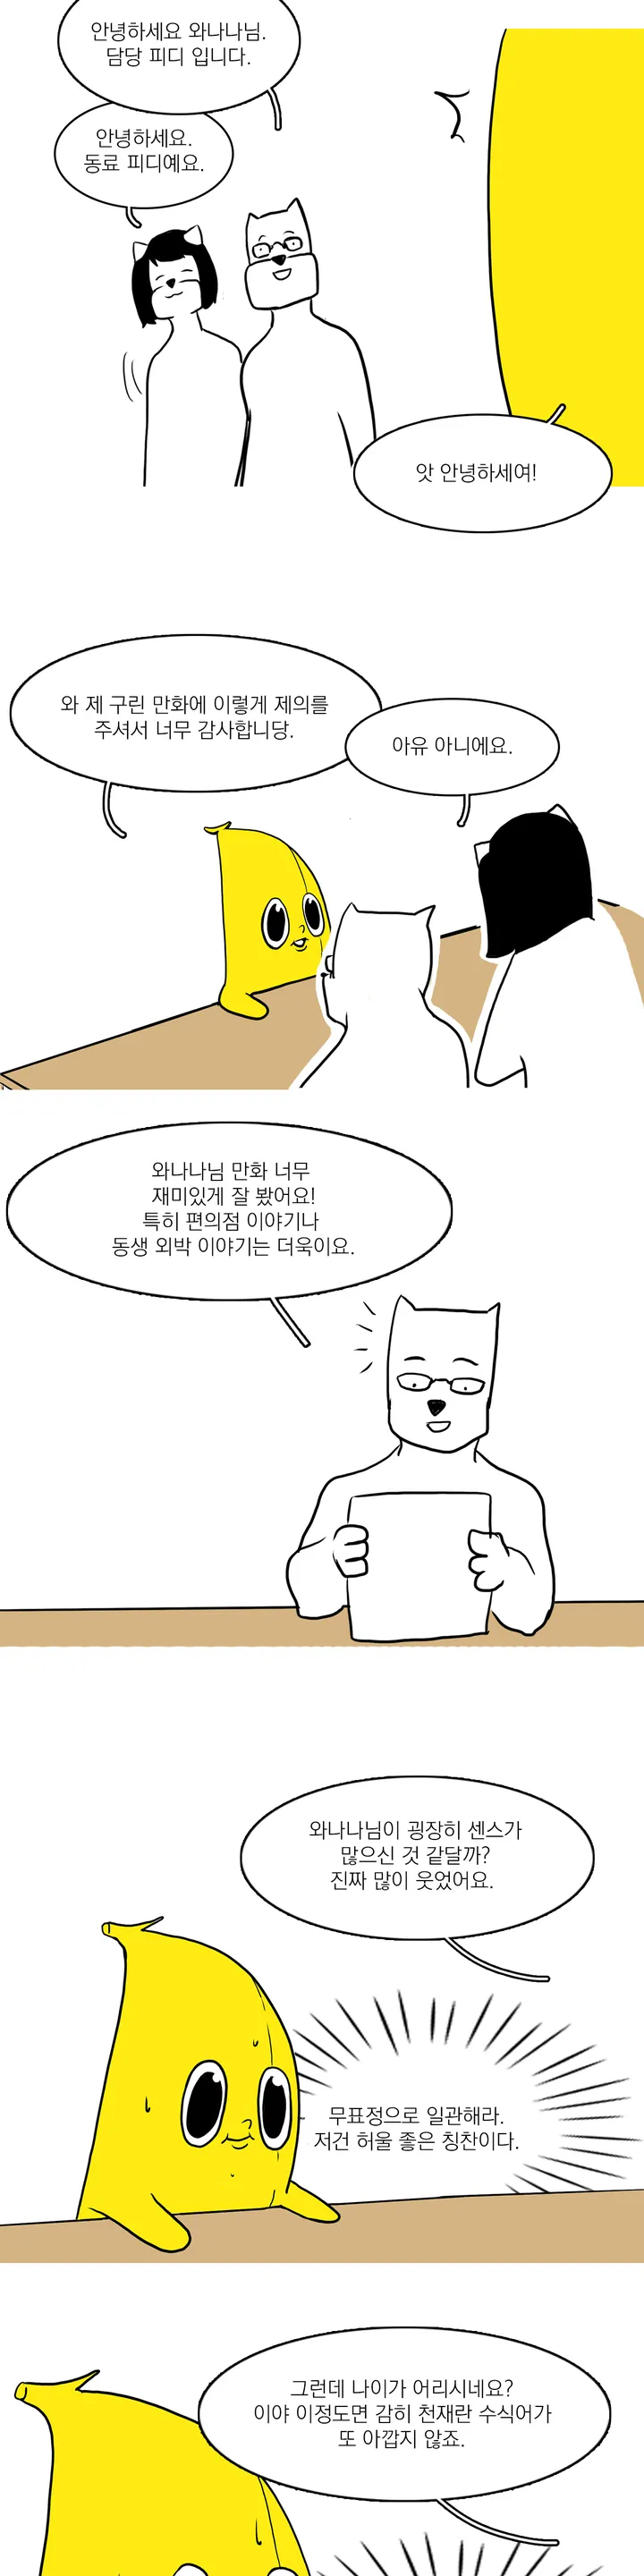 안녕하세요 와나나님.
담당 피디 입니다.
안녕하세요.
동료 피디예요.
앗 안녕하세여!
와 제 구린 만화에 이렇게 제의를
주셔서 너무 감사합니당.
아유 아니에요.
와나나님 만화 너무
재미있게 잘 봤어요!
특히 편의점 이야기나
동생 외박 이야기는 더욱이요.
와나나님이 굉장히 센스가
많으신 것 같달까?
진짜 많이 웃었어요.
무표정으로 일관해라.
저건 허울 좋은 칭찬이다.
그런데 나이가 어리시네요?
이야 이정도면 감히 천재란 수식어가
또 아깝지 않죠.